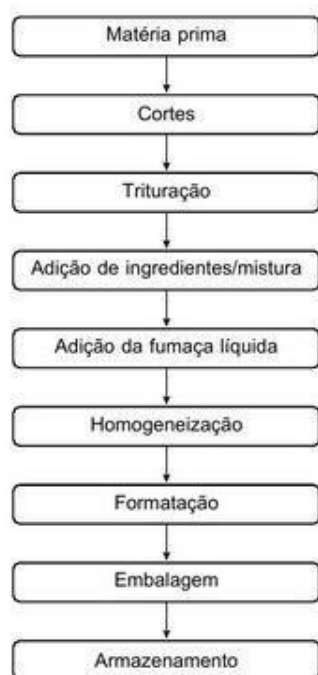 Matéria prima
Cortes
Trituração
Adição de ingredientes/mistura
Adição da fumaça líquida
Homogeneização
Formatação
Embalagem
Armazenamento